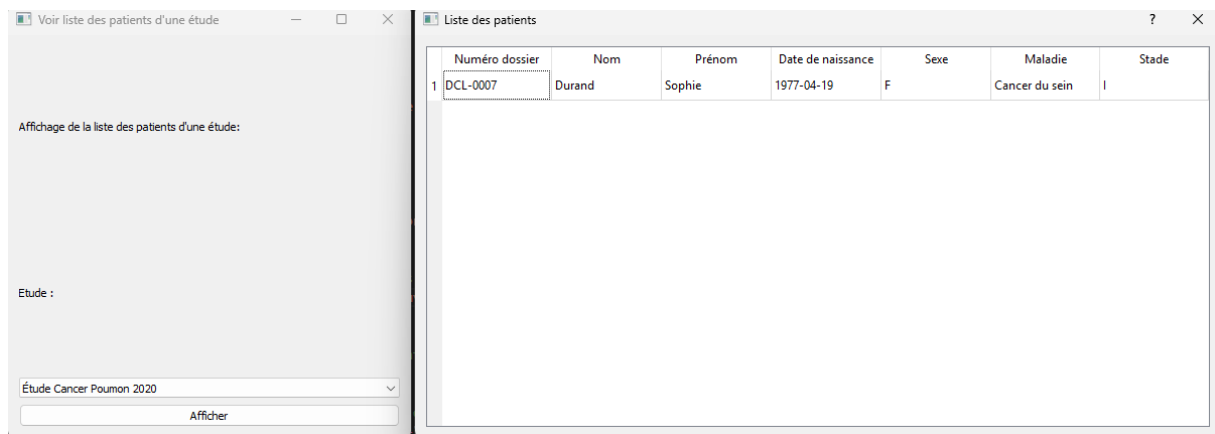 Voir liste des patients d'une étude
Affichage de la liste des patients d'une étude:
Etude :
Étude Cancer Poumon 2020
Afficher
Liste des patients
Numéro dossier Nom Prénom Date de naissance Sexe Maladie Stade
1 DCL-0007 Durand Sophie 1977-04-19 F Cancer du sein I